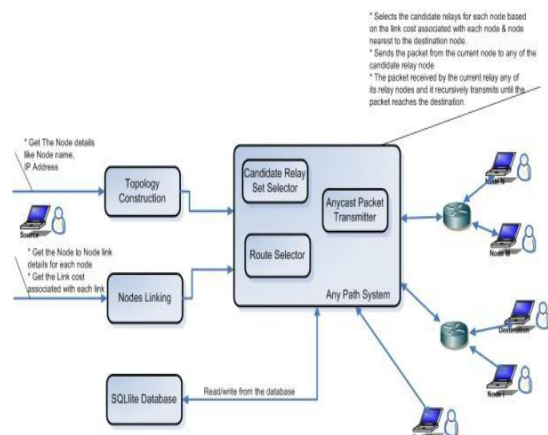 * Selects the candidate relays for each node based
on the link cost associated with each node & node
nearest to the destination node.
* Sends the packet from the current node to any of the
candidate relay node
* The packet received by the current relay any of
its relay nodes and it recursively transmits until the
packet reaches the destination.
* Get The Node details
like Node name,
IP Address
Topology
Construction
Source
Candidate Relay
Set Selector
Anycast Packet
Transmitter
Route Selector
Any Path System
Node N
Node M
* Get the Node to Node link
details for each node
* Get the Link cost
associated with each link
Nodes Linking
Destination
Node I
SQLlite Database
Read/write from the database